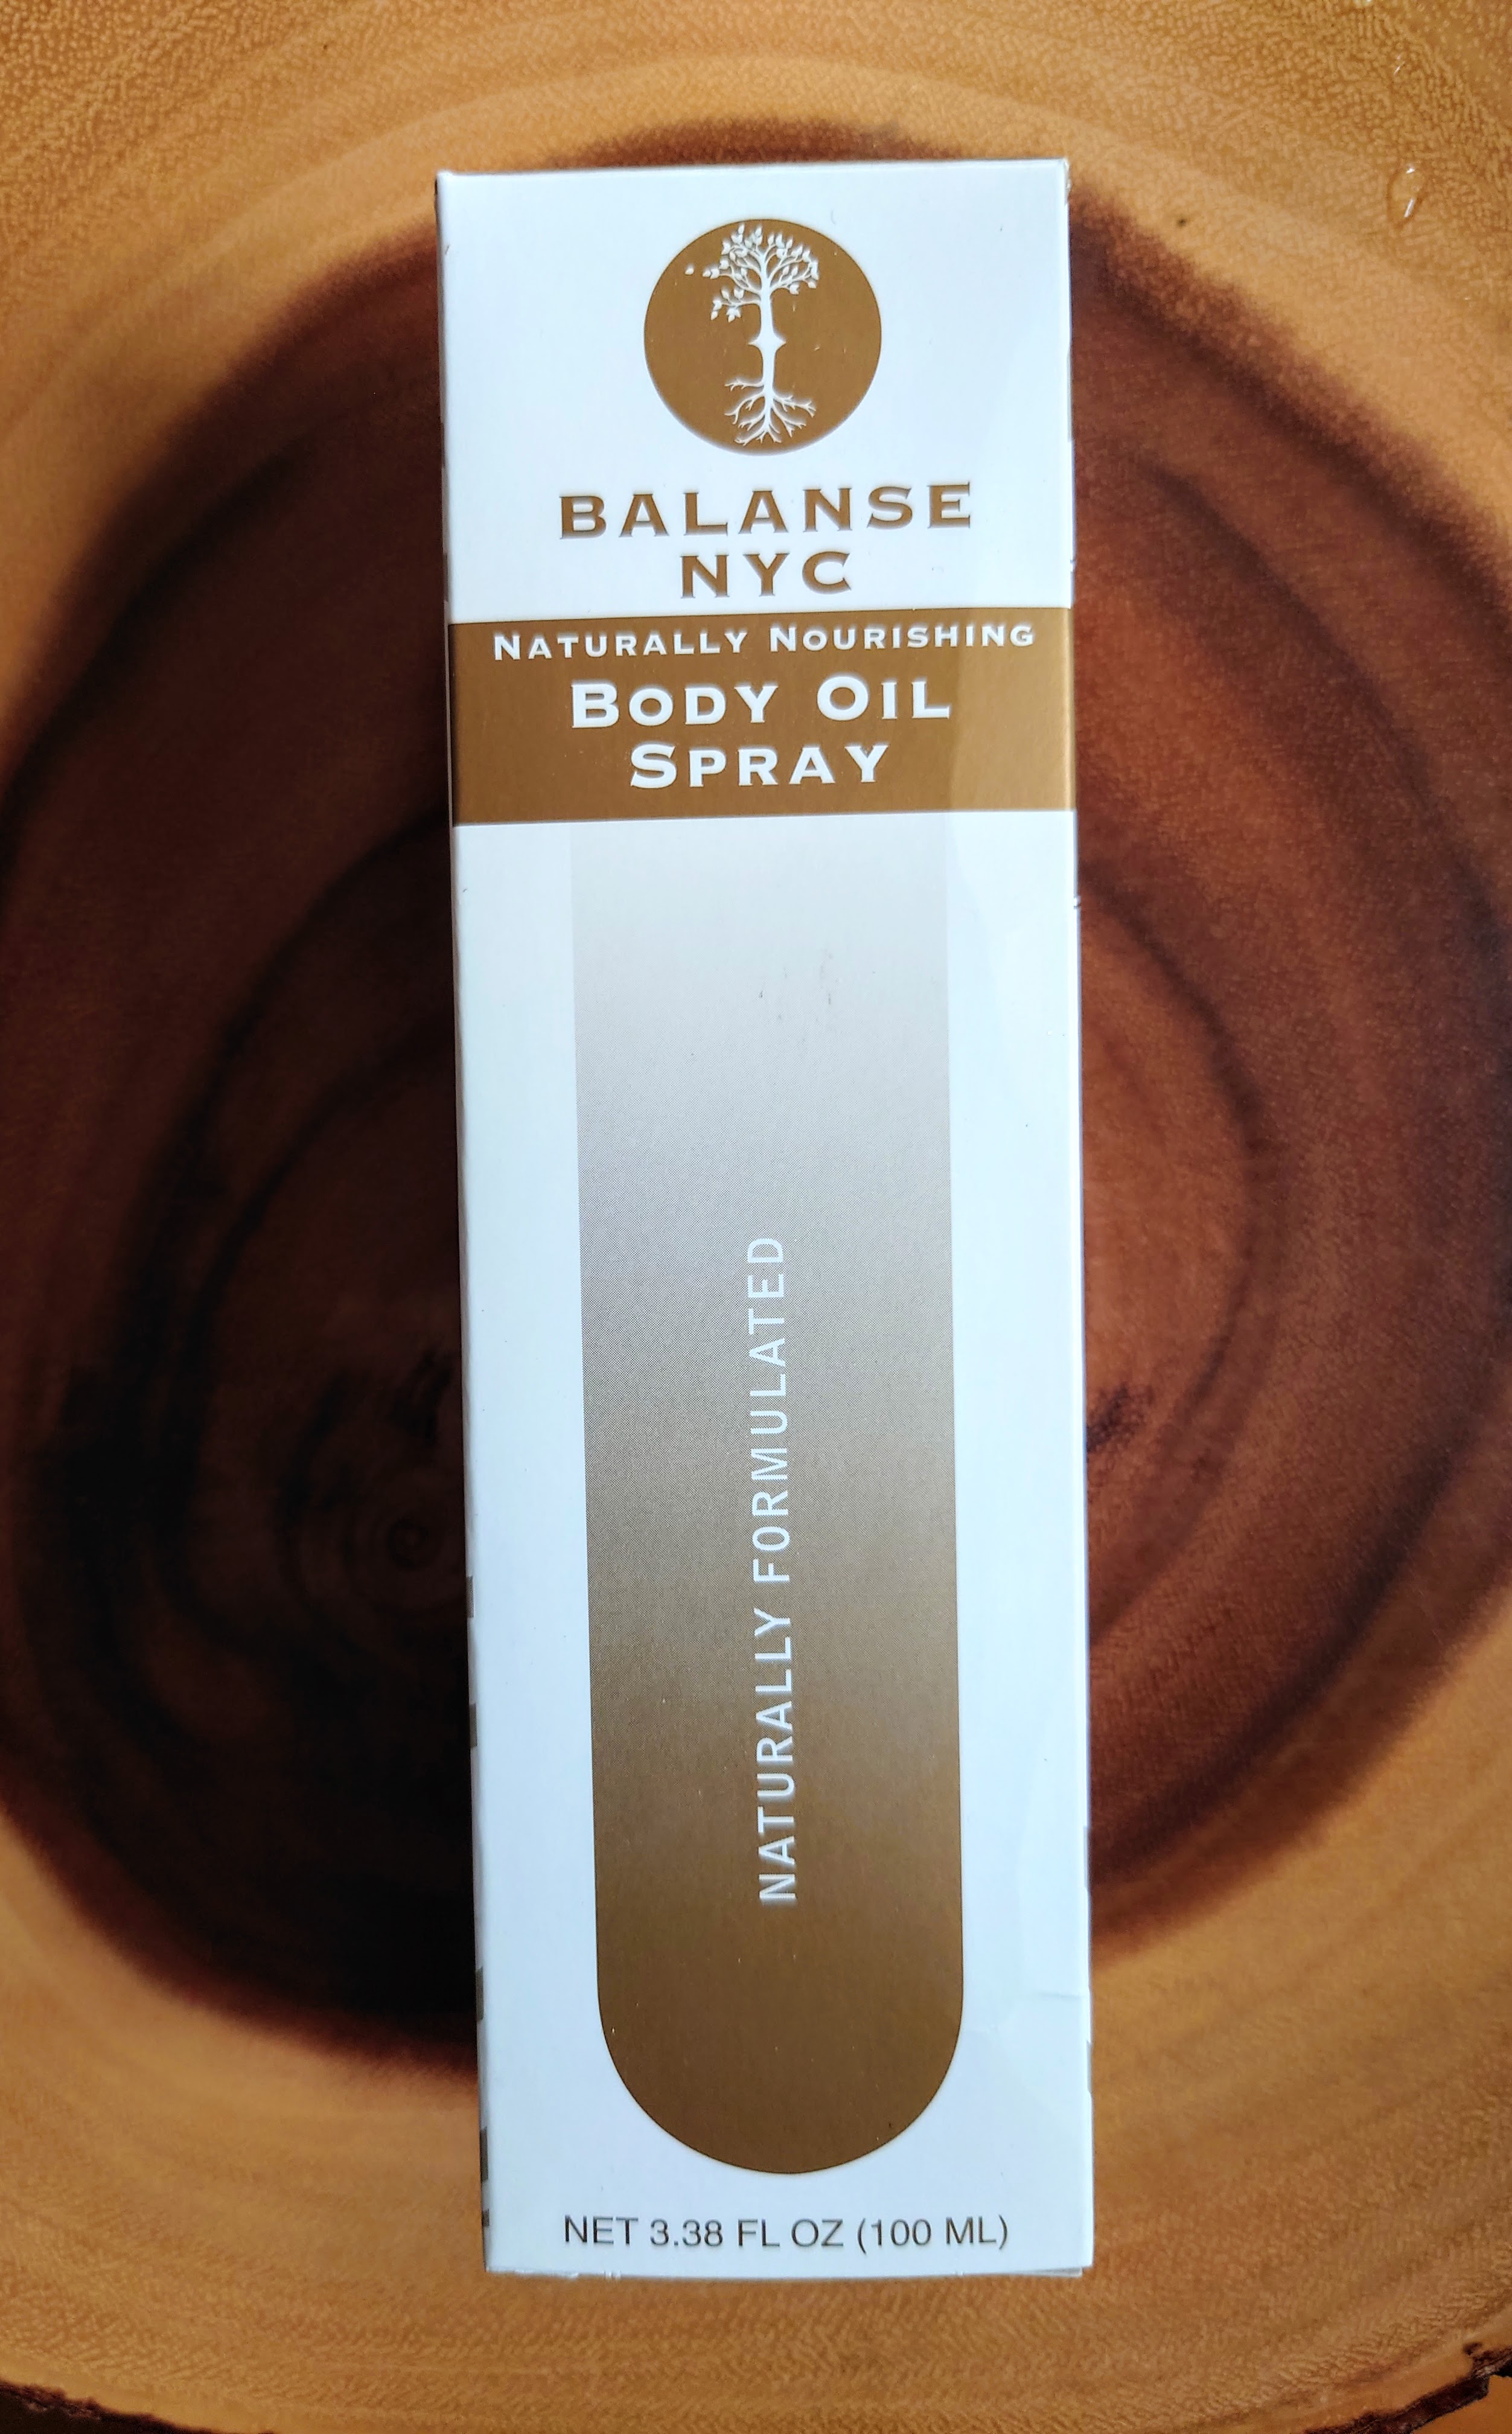 BALANSE
NYC
NATURALLY NOURISHING
BODY OIL
SPRAY
NATURALLY FORMULATED
NET 3.38 FL OZ (100 ML)